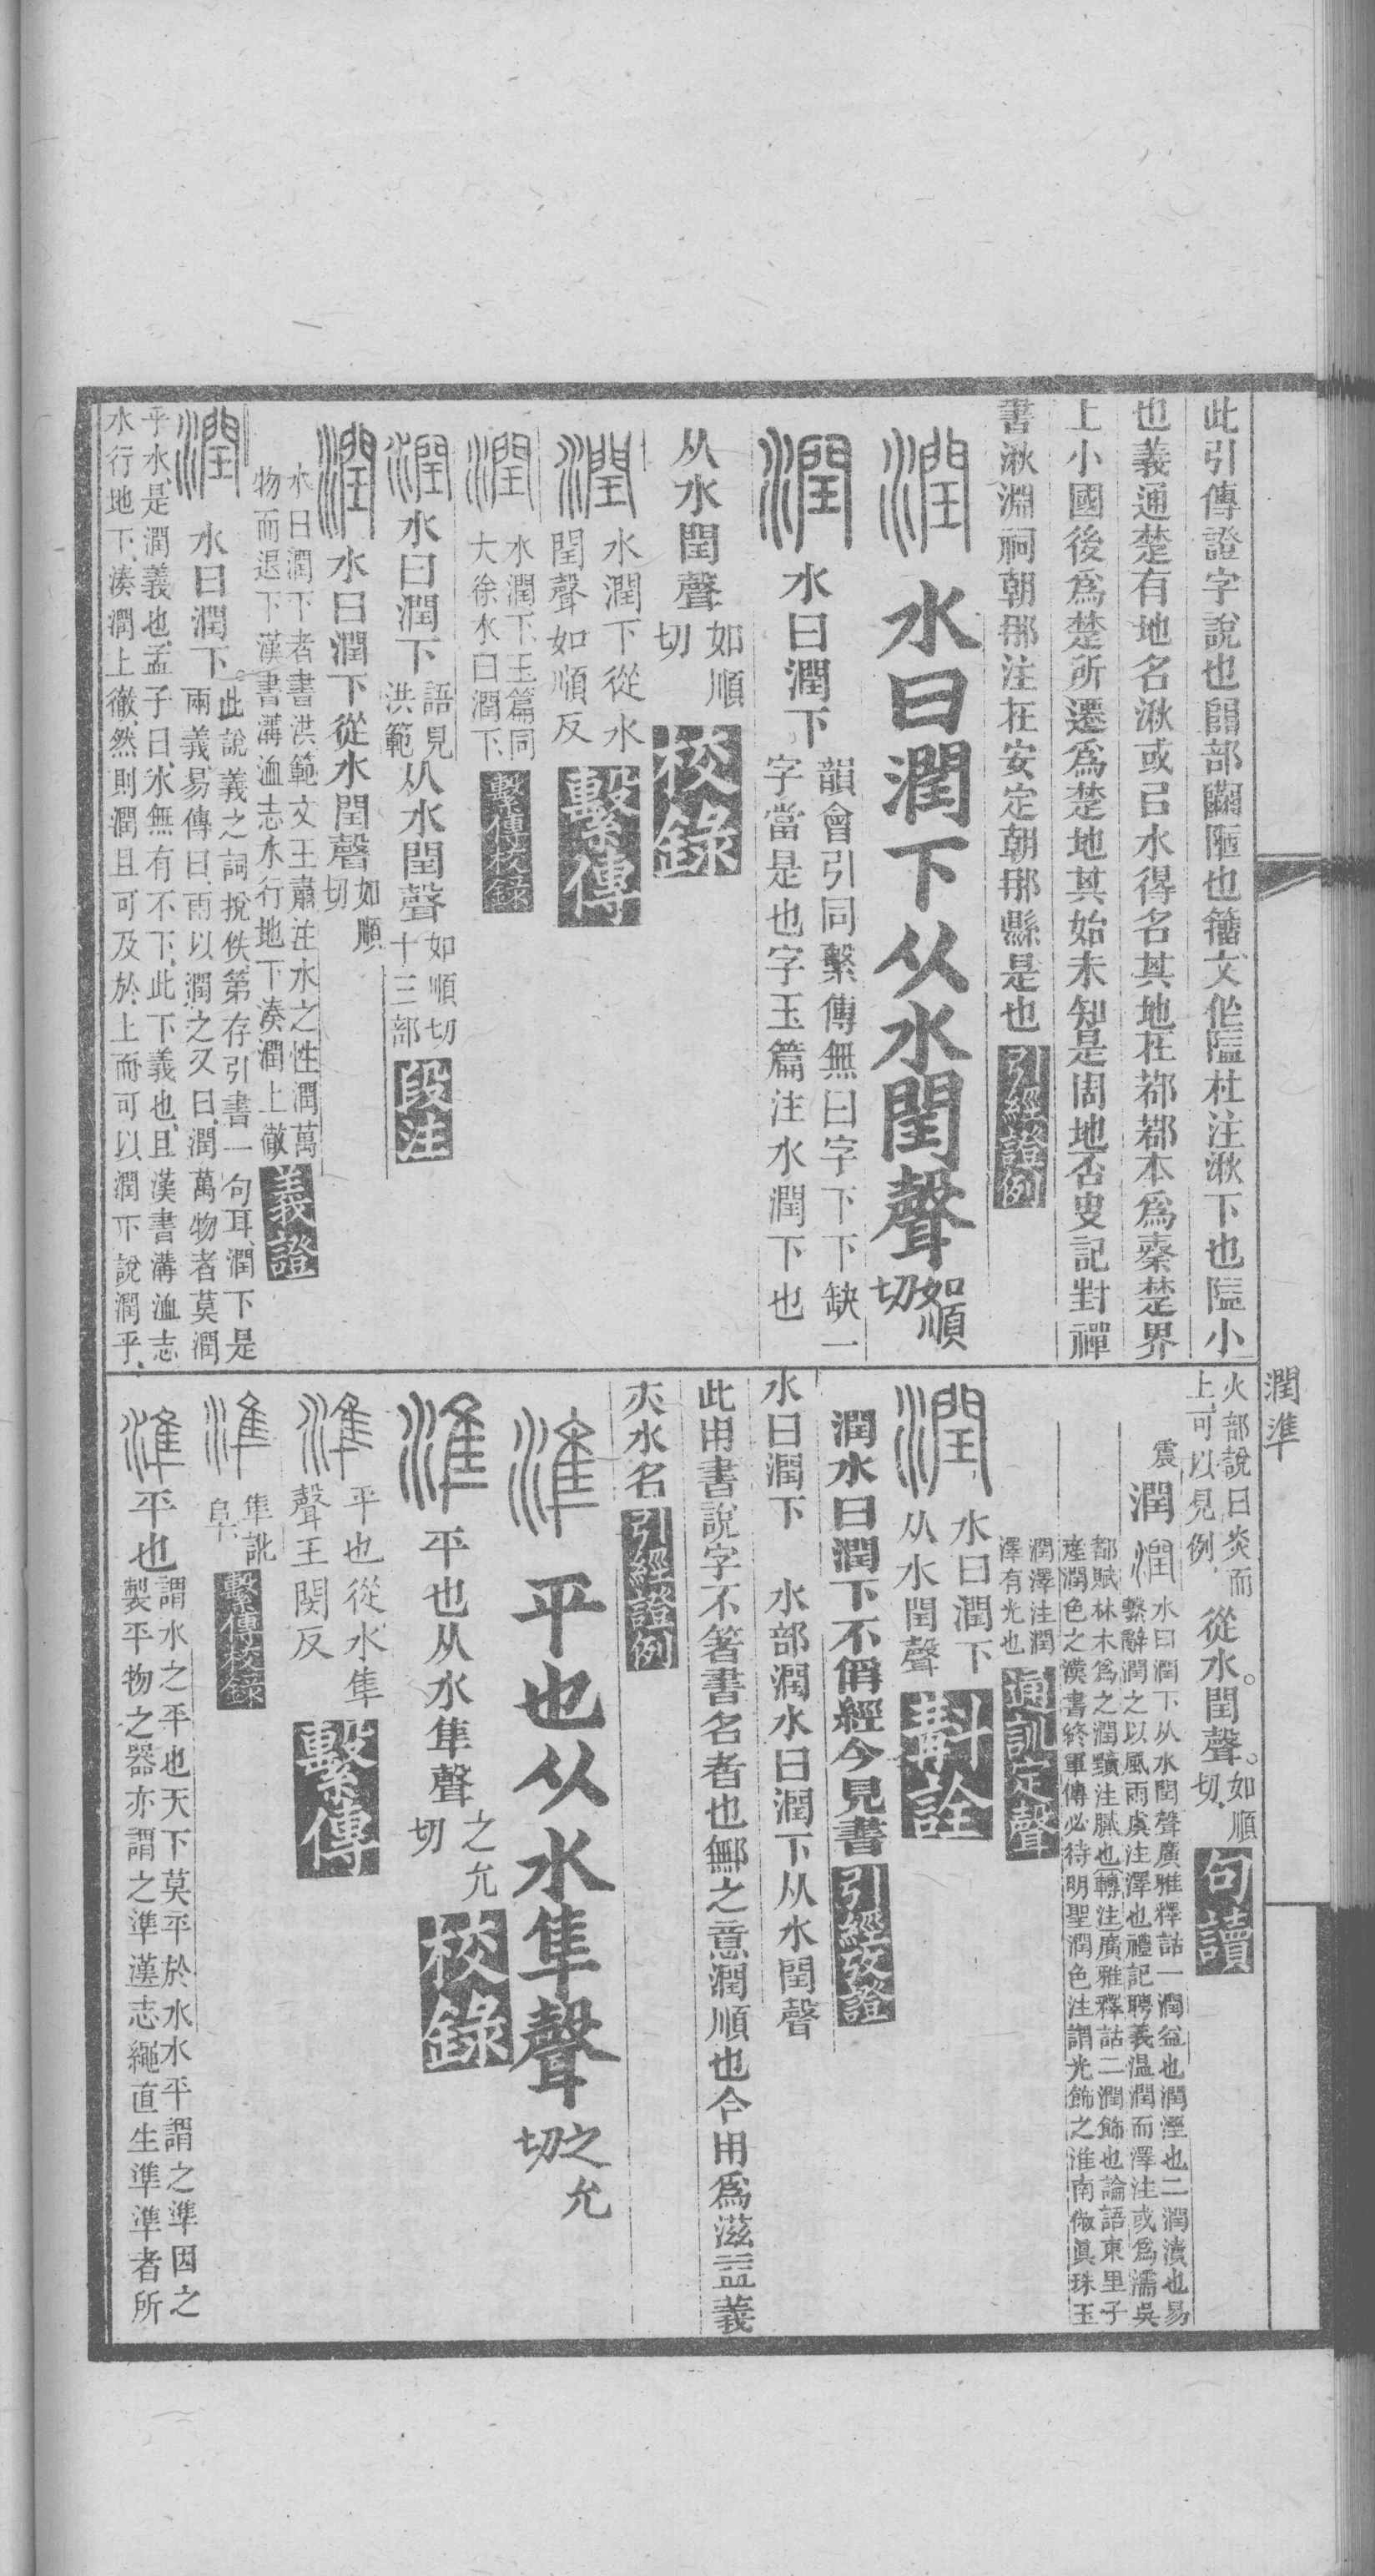 此引傳證字說也𨺅部䦉陋也籒文作隘杜注湫下也隘小
也義通楚有地名湫或㠯水得名其地在鄀鄀本爲秦楚界
上小國後爲楚所遷爲楚地其始未知是周地否叟記封禪
書湫淵祠朝那注在安定朝那縣是也引經證例
潤水曰潤下从水閏聲如順切
潤水曰潤下韻會引同繫傳無曰字下下缺一
字當是也字玉篇注水潤下也
从水閏聲如順切校錄
潤水潤下從水
閏聲如順反繫傳
潤水潤下、玉篇同
大徐水曰潤下、繫傳校錄
潤水曰潤下語見洪範从水閏聲如順切十三部段注
潤水曰潤下從水閏聲如順切
水曰潤下者書洪範文王肅注水之性潤萬
物而退下漢書溝洫志水行地下湊潤上徹義證
潤水曰潤下。此說義之詞捝佚、第存引書一句耳、潤下是
兩義、易傳曰、雨以潤之又曰、潤萬物者莫潤
乎水、是潤義也、孟子曰、水無有不下、此下義也、且漢書溝洫志
水行地下、湊潤上徹、然則潤且可及於上而可以潤下說潤乎、
潤準
火部說曰炎而
上、可以見例、從水。閏聲。如順切、句讀
震潤潤水曰潤下从水閏聲廣雅釋詁一潤益也潤溼也二潤漬也易
繫辭潤之以風雨虞注澤也禮記聘義温潤而澤注或爲濡吳
都賦林木爲之潤黷注膩也轉注廣雅釋詁二潤飾也論語東里子
産潤色之漢書終軍傳必待明聖潤色注謂光飾之淮南俶眞珠玉
潤澤注潤
澤有光也通訓定聲
潤水曰潤下
从水閏聲斠詮
潤水曰潤下不偁經今見書引經攷證
水曰潤下　水部潤水曰潤下从水閏聲
此用書說字不箸書名者也鄦之意潤順也今用爲滋益義
亦水名引經證例
準平也从水隼聲之允切
準平也从水隼聲之允切校錄
準平也從水隼
聲王閔反繫傳
準隼訛
𨸏、繫傳校錄
準平也謂水之平也天下莫平於水水平謂之準因之
製平物之器亦謂之準漢志繩直生準準者所